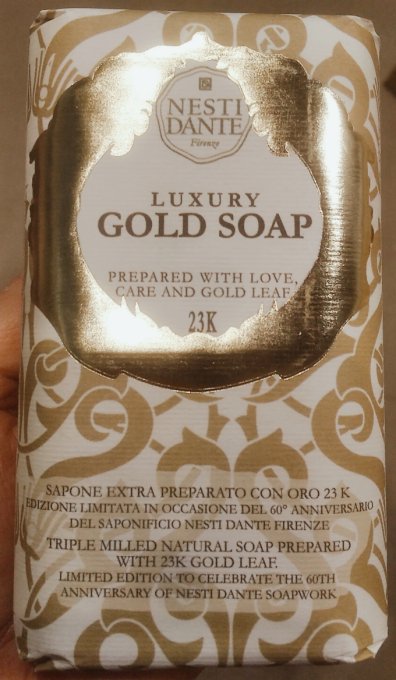 NESTI
DANTE
Firenze
LUXURY
GOLD SOAP
PREPARED WITH LOVE,
CARE AND GOLD LEAF
23K
SAPONE EXTRA PREPARATO CON ORO 23 K
EDIZIONE LIMITATA IN OCCASIONE DEL 60° ANNIVERSARIO
DEL SAPONIFICIO NESTI DANTE FIRENZE
TRIPLE MILLED NATURAL SOAP PREPARED
WITH 23K GOLD LEAF.
LIMITED EDITION TO CELEBRATE THE 60TH
ANNIVERSARY OF NESTI DANTE SOAPWORK